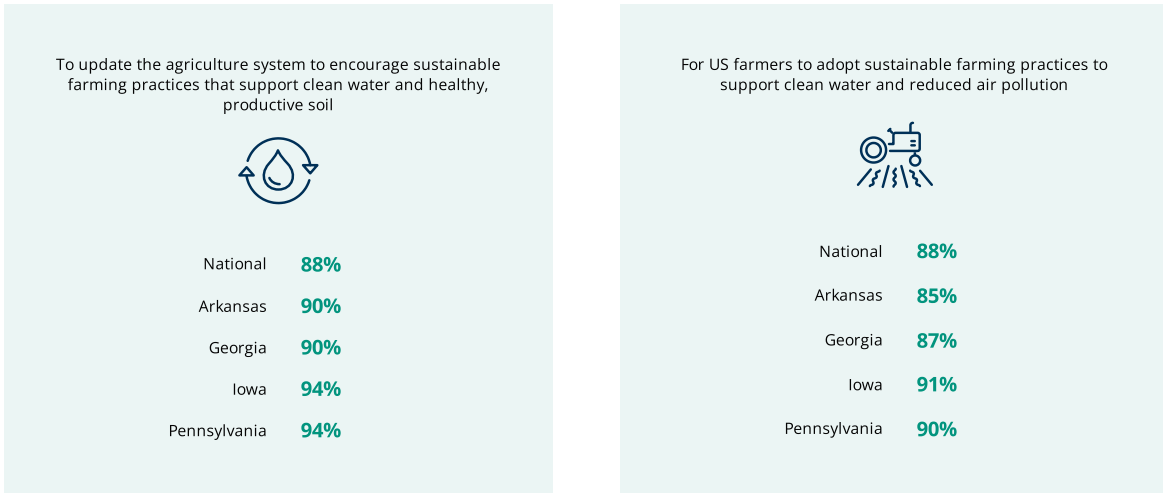 To update the agriculture system to encourage sustainable
farming practices that support clean water and healthy,
productive soil
National 88%
Arkansas 90%
Georgia 90%
Iowa 94%
Pennsylvania 94%
For US farmers to adopt sustainable farming practices to
support clean water and reduced air pollution
National 88%
Arkansas 85%
Georgia 87%
Iowa 91%
Pennsylvania 90%